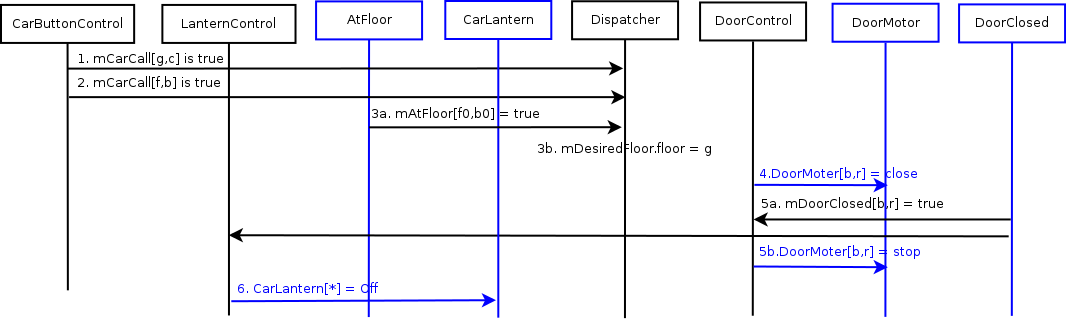 CarButtonControl
LanternControl
AtFloor
CarLantern
Dispatcher
DoorControl
DoorMotor
DoorClosed
1. mCarCall[g,c] is true
2. mCarCall[f,b] is true
3a. mAtFloor[f0,b0] = true
3b. mDesiredFloor.floor = g
4.DoorMoter[b,r] = close
5a. mDoorClosed[b,r] = true
5b.DoorMoter[b,r] = stop
6. CarLantern[*] = Off